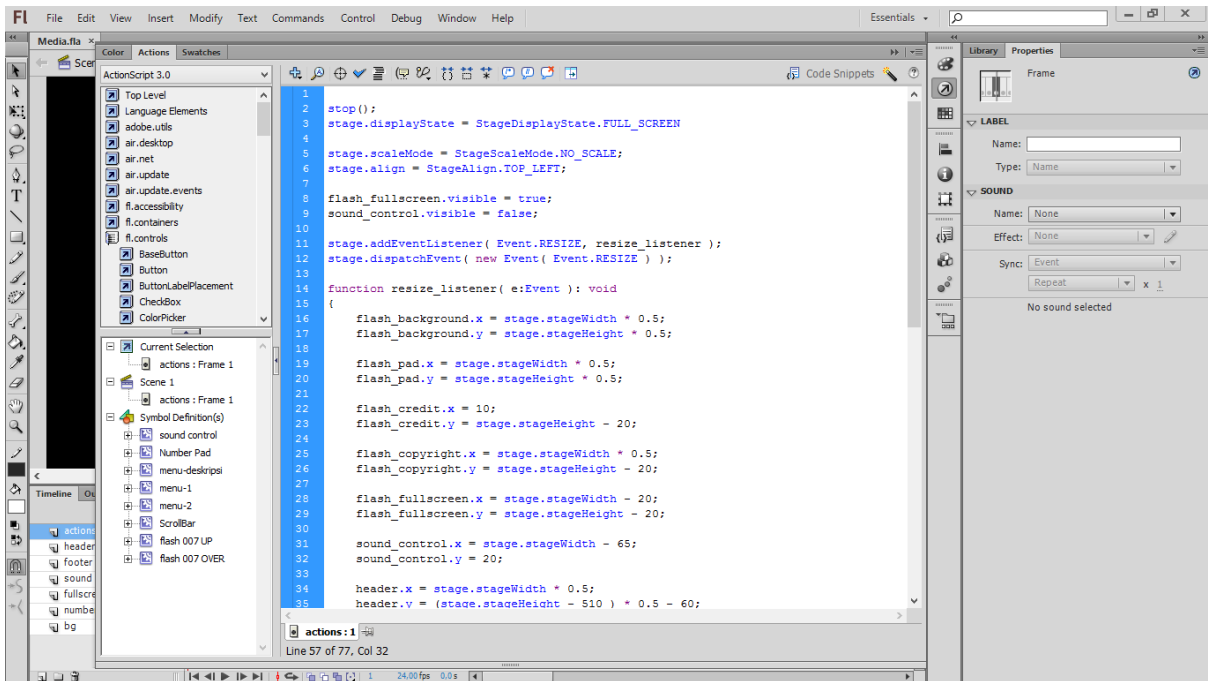 Fl File Edit View Insert Modify Text Commands Control Debug Window Help Essentials
Media.fla ×
Color Actions Swatches
ActionScript 3.0
Top Level
Language Elements
adobe.utils
air.desktop
air.net
air.update
air.update.events
fl.accessibility
fl.containers
fl.controls
BaseButton
Button
ButtonLabelPlacement
CheckBox
ColorPicker
Current Selection
actions : Frame 1
Scene 1
actions : Frame 1
Symbol Definition(s)
sound control
Number Pad
menu-deskripsi
menu-1
menu-2
ScrollBar
flash 007 UP
flash 007 OVER
Code Snippets
1
2 stop();
3 stage.displayState = StageDisplayState.FULL_SCREEN
4
5 stage.scaleMode = StageScaleMode.NO_SCALE;
6 stage.align = StageAlign.TOP_LEFT;
7
8 flash_fullscreen.visible = true;
9 sound_control.visible = false;
10
11 stage.addEventListener( Event.RESIZE, resize_listener );
12 stage.dispatchEvent( new Event( Event.RESIZE ) );
13
14 function resize_listener( e:Event ): void
15 {
16 flash_background.x = stage.stageWidth * 0.5;
17 flash_background.y = stage.stageHeight * 0.5;
18
19 flash_pad.x = stage.stageWidth * 0.5;
20 flash_pad.y = stage.stageHeight * 0.5;
21
22 flash_credit.x = 10;
23 flash_credit.y = stage.stageHeight - 20;
24
25 flash_copyright.x = stage.stageWidth * 0.5;
26 flash_copyright.y = stage.stageHeight - 20;
27
28 flash_fullscreen.x = stage.stageWidth - 20;
29 flash_fullscreen.y = stage.stageHeight - 20;
30
31 sound_control.x = stage.stageWidth - 65;
32 sound_control.y = 20;
33
34 header.x = stage.stageWidth * 0.5;
35 header.y = (stage.stageHeight - 510 ) * 0.5 - 60;
actions : 1
Line 57 of 77, Col 32
Library Properties
Frame
LABEL
Name:
Type: Name
SOUND
Name: None
Effect: None
Sync: Event
Repeat x 1
No sound selected
Timeline
actions
header
footer
sound
bg
1 24,00 fps 0,0 s